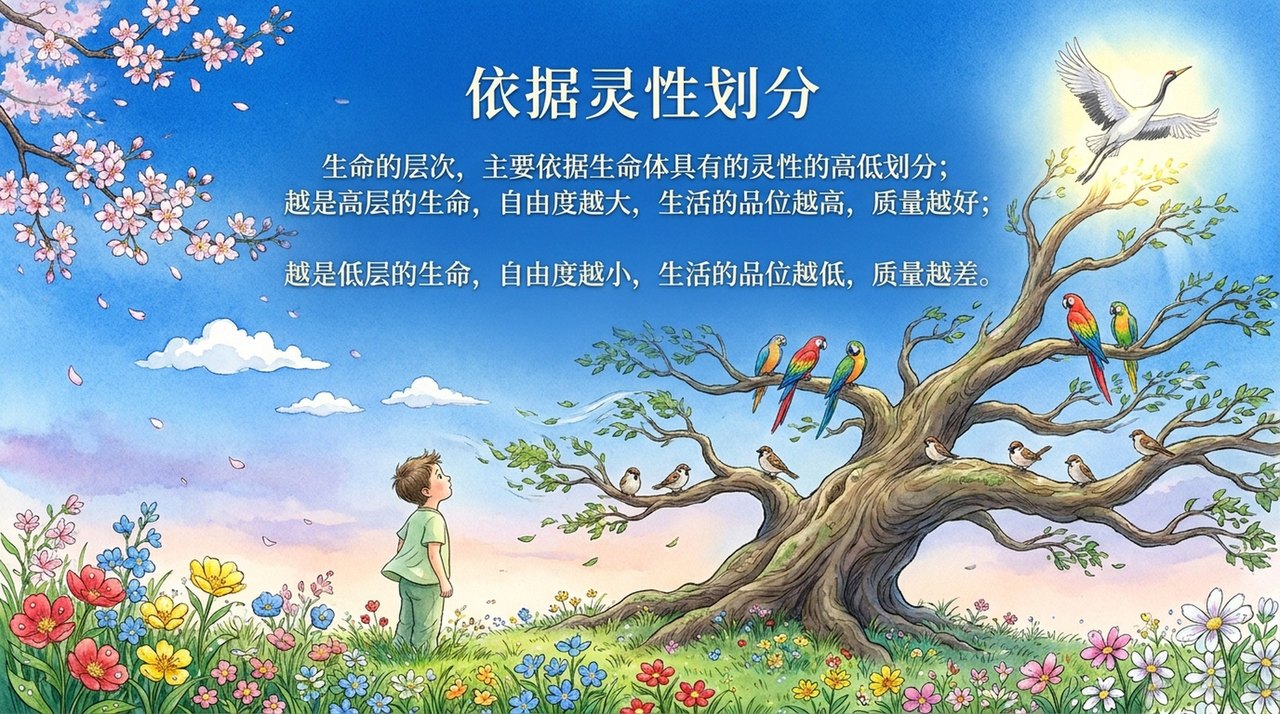 依据灵性划分
生命的层次，主要依据生命体具有的灵性的高低划分；
越是高层的生命，自由度越大，生活的品位越高，质量越好；
越是低层的生命，自由度越小，生活的品位越低，质量越差。